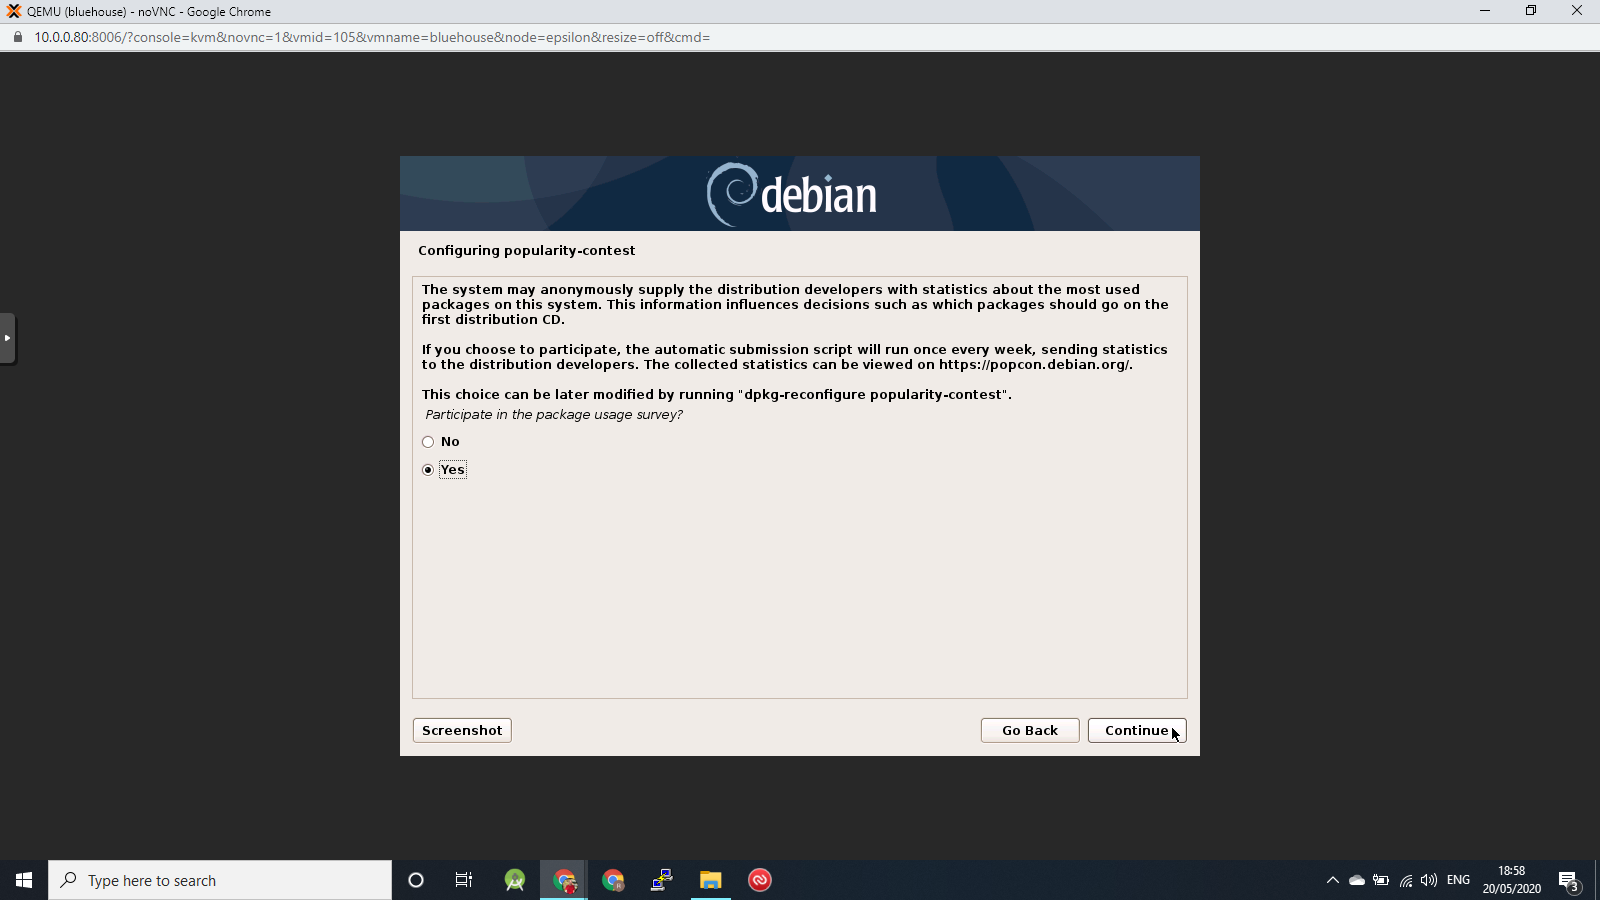 QEMU (bluehouse) - noVNC - Google Chrome
10.0.0.80:8006/?console=kvm&novnc=1&vmid=105&vmname=bluehouse&node=epsilon&resize=off&cmd=
debian
Configuring popularity-contest
The system may anonymously supply the distribution developers with statistics about the most used
packages on this system. This information influences decisions such as which packages should go on the
first distribution CD.
If you choose to participate, the automatic submission script will run once every week, sending statistics
to the distribution developers. The collected statistics can be viewed on https://popcon.debian.org/.
This choice can be later modified by running "dpkg-reconfigure popularity-contest".
Participate in the package usage survey?
No
Yes
Screenshot
Go Back
Continue
Type here to search
ENG
18:58
20/05/2020
3